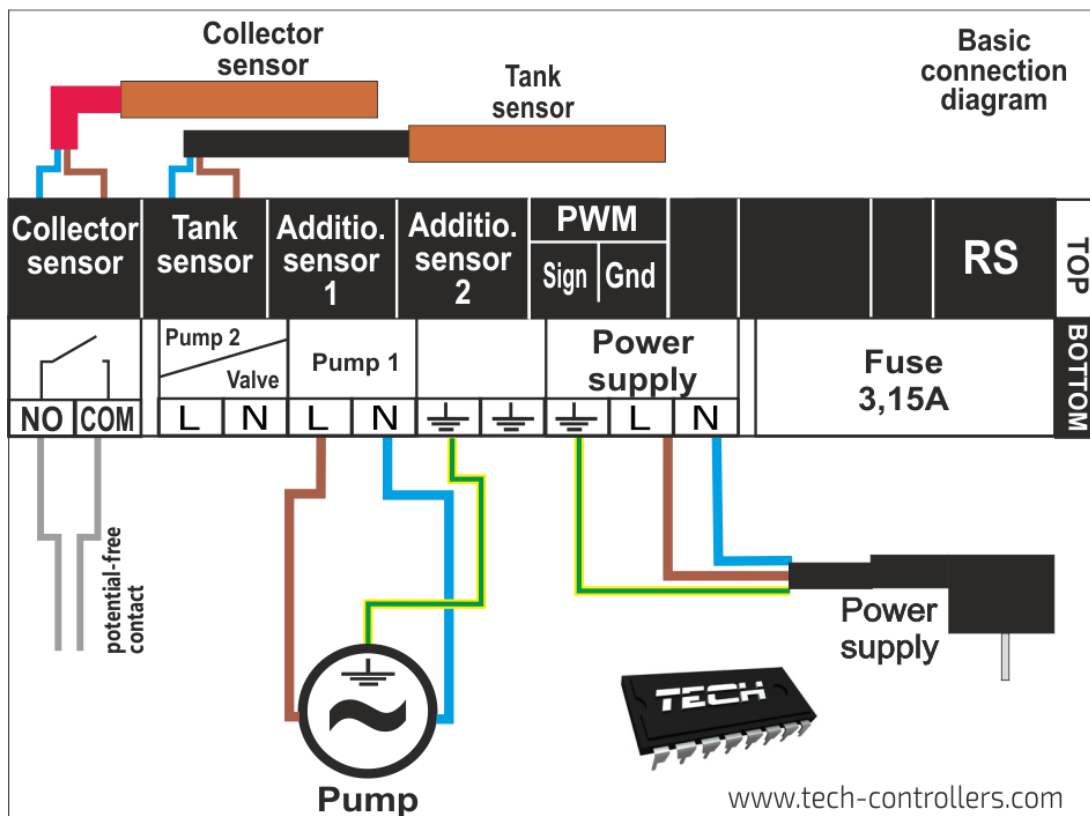 Collector
sensor
Tank
sensor
Basic
connection
diagram
Collector
sensor
Tank
sensor
Additio.
sensor
1
Additio.
sensor
2
PWM
Sign Gnd
RS
TOP
Pump 2
Valve
Pump 1
Power
supply
Fuse
3,15A
BOTTOM
NO COM L N L N L N
potential-free
contact
Power
supply
TECH
Pump
www.tech-controllers.com